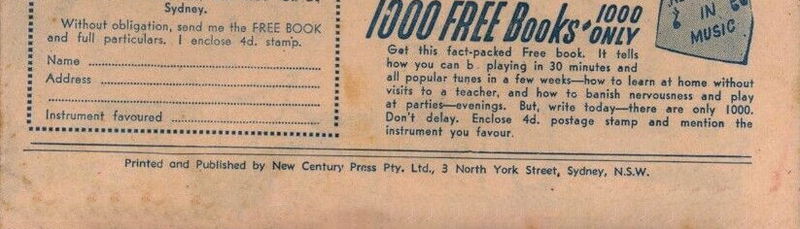 Sydney.
Without obligation, send me the FREE BOOK
and full particulars. I enclose 4d. stamp.
Name
Address
Instrument favoured
1000 FREE Books • 1000 ONLY
IN
MUSIC
Get this fact-packed Free book. It tells
how you can b playing in 30 minutes and
all popular tunes in a few weeks—how to learn at home without
visits to a teacher, and how to banish nervousness and play
at parties—evenings. But, write today—there are only 1000.
Don't delay. Enclose 4d. postage stamp and mention the
instrument you favour.
Printed and Published by New Century Press Pty. Ltd., 3 North York Street, Sydney, N.S.W.